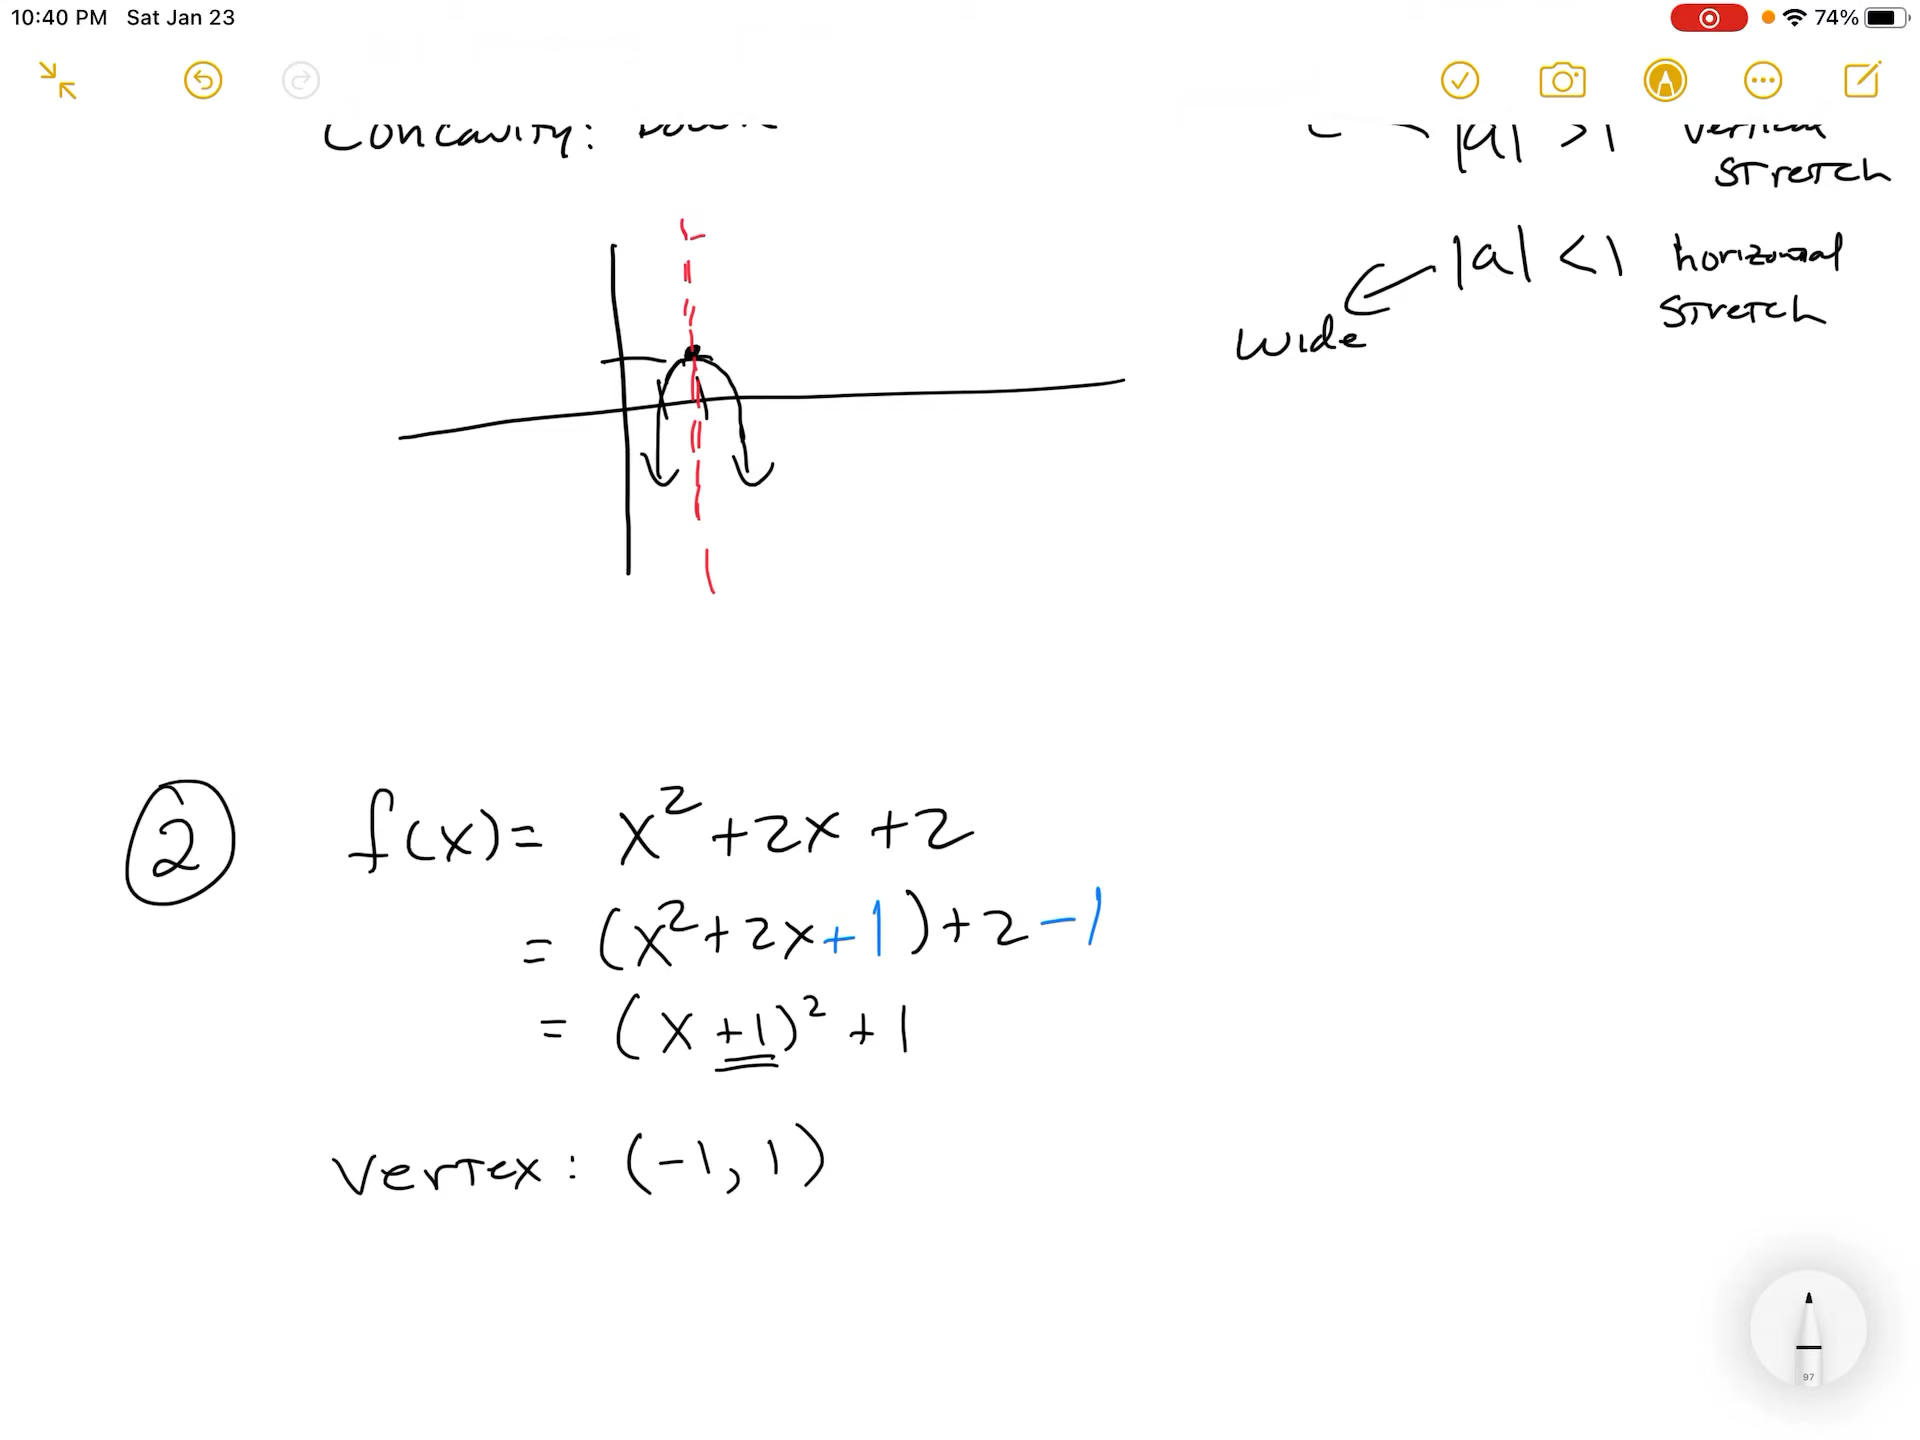 10:40 PM Sat Jan 23
74%
Concavity:
|a| > 1 vertical
stretch
|a| < 1 horizontal
stretch
wide
2
f(x) = x² + 2x + 2
= (x² + 2x + 1) + 2 - 1
= (x + 1)² + 1
Vertex: (-1, 1)
97